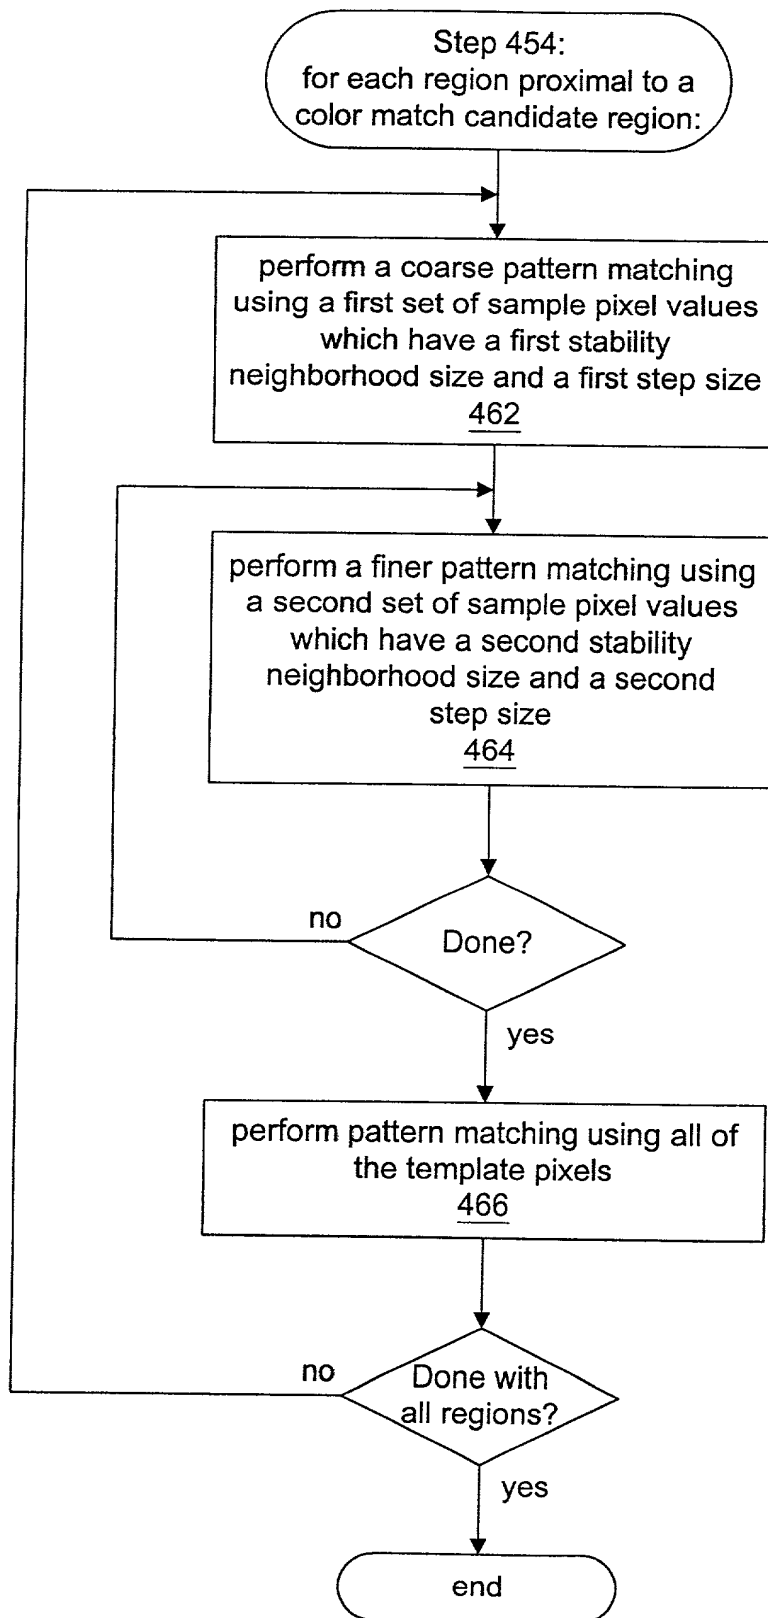 Step 454:
for each region proximal to a
color match candidate region:
perform a coarse pattern matching
using a first set of sample pixel values
which have a first stability
neighborhood size and a first step size
462
perform a finer pattern matching using
a second set of sample pixel values
which have a second stability
neighborhood size and a second
step size
464
no
Done?
yes
perform pattern matching using all of
the template pixels
466
no
Done with
all regions?
yes
end